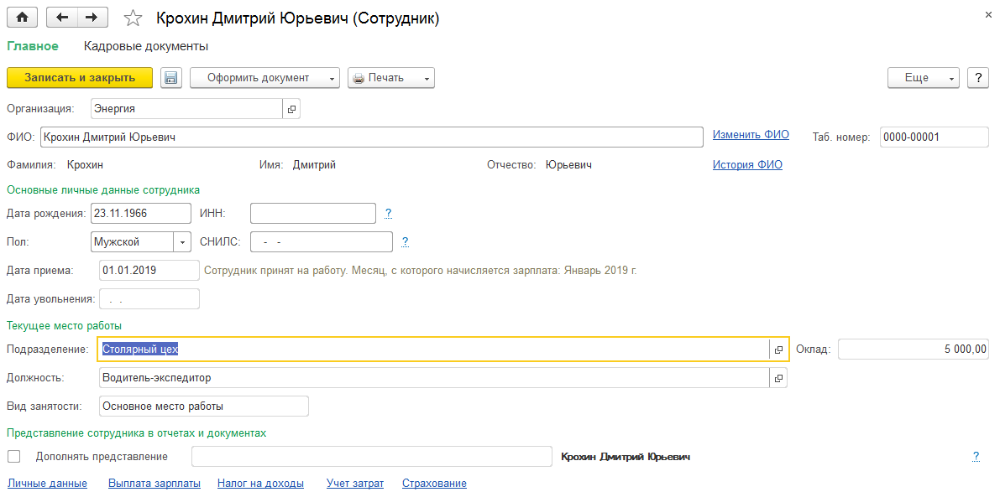 Крохин Дмитрий Юрьевич (Сотрудник) ×
Главное Кадровые документы
Записать и закрыть Оформить документ Печать Еще ?
Организация: Энергия
ФИО: Крохин Дмитрий Юрьевич Изменить ФИО Таб. номер: 0000-00001
Фамилия: Крохин Имя: Дмитрий Отчество: Юрьевич История ФИО
Основные личные данные сотрудника
Дата рождения: 23.11.1966 ИНН: ?
Пол: Мужской СНИЛС: - - ?
Дата приема: 01.01.2019 Сотрудник принят на работу. Месяц, с которого начисляется зарплата: Январь 2019 г.
Дата увольнения: . .
Текущее место работы
Подразделение: Столярный цех Оклад: 5 000,00
Должность: Водитель-экспедитор
Вид занятости: Основное место работы
Представление сотрудника в отчетах и документах
Дополнять представление Крохин Дмитрий Юрьевич ?
Личные данные Выплата зарплаты Налог на доходы Учет затрат Страхование